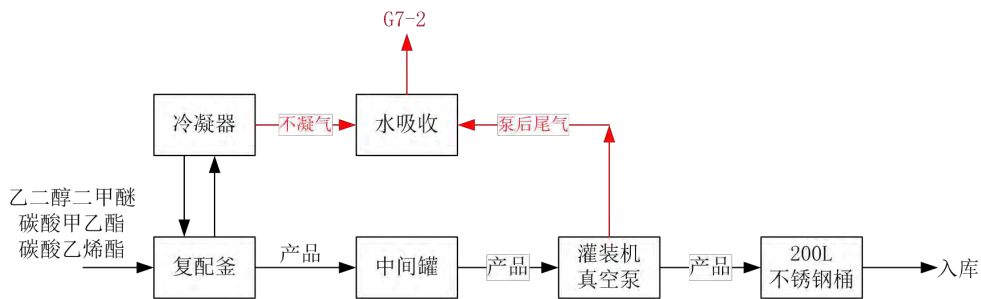 G7-2
冷凝器
不凝气
水吸收
泵后尾气
乙二醇二甲醚
碳酸甲乙酯
碳酸乙烯酯
复配釜
产品
中间罐
产品
灌装机
真空泵
产品
200L
不锈钢桶
入库